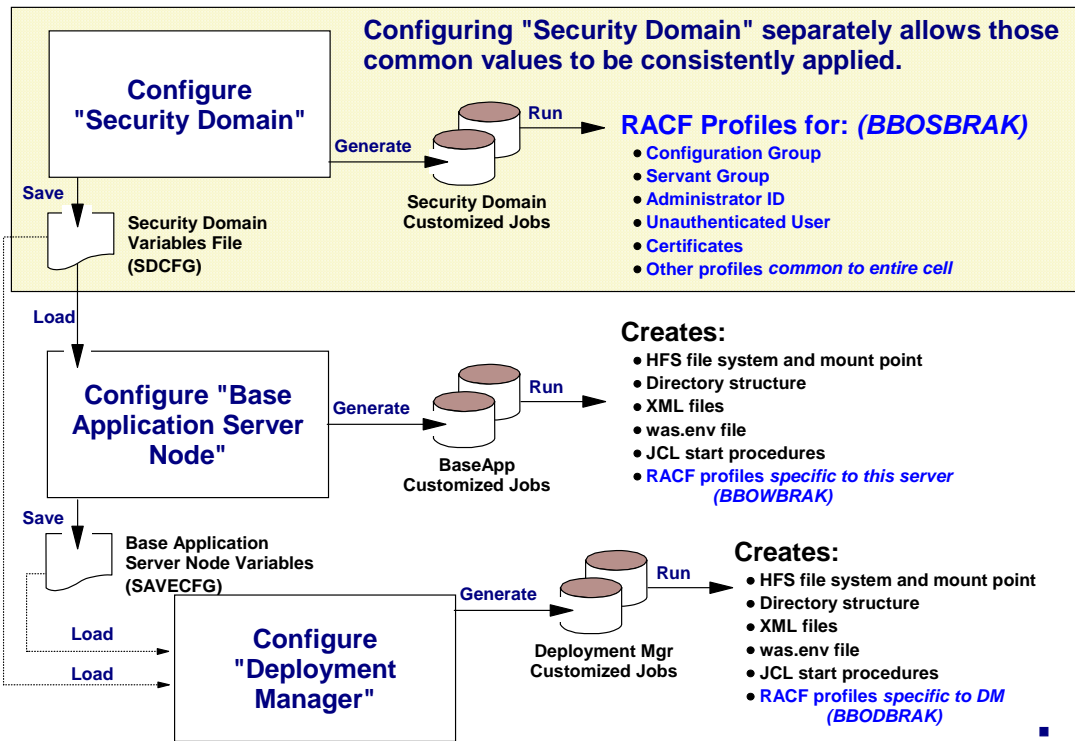 Configuring "Security Domain" separately allows those
common values to be consistently applied.
Configure
"Security Domain"
Generate
Run
Security Domain
Customized Jobs
RACF Profiles for: (BBOSBRAK)
• Configuration Group
• Servant Group
• Administrator ID
• Unauthenticated User
• Certificates
• Other profiles common to entire cell
Save
Security Domain
Variables File
(SDCFG)
Load
Configure "Base
Application Server
Node"
Generate
Run
BaseApp
Customized Jobs
Creates:
• HFS file system and mount point
• Directory structure
• XML files
• was.env file
• JCL start procedures
• RACF profiles specific to this server
(BBOWBRAK)
Save
Base Application
Server Node Variables
(SAVECFG)
Load
Load
Configure
"Deployment
Manager"
Generate
Run
Deployment Mgr
Customized Jobs
Creates:
• HFS file system and mount point
• Directory structure
• XML files
• was.env file
• JCL start procedures
• RACF profiles specific to DM
(BBODBRAK)